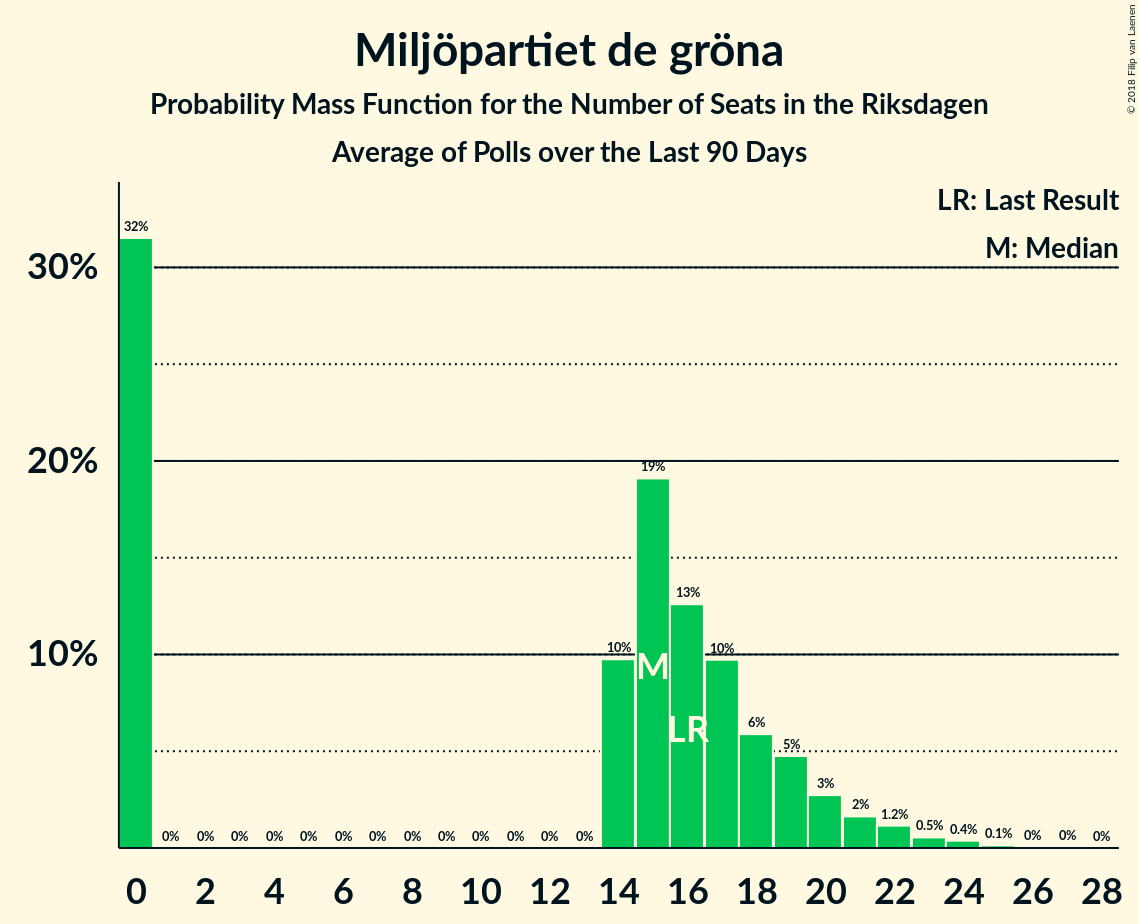 Miljöpartiet de gröna
Probability Mass Function for the Number of Seats in the Riksdagen
Average of Polls over the Last 90 Days
© 2018 Filip van Laenen
LR: Last Result
M: Median
32%
30%
20%
19%
13%
10% 10% 10%
M
LR
6%
5%
3%
2%
1.2%
0.5% 0.4% 0.1%
0% 0% 0% 0% 0% 0% 0% 0% 0% 0% 0% 0% 0% 0% 0% 0%
0 2 4 6 8 10 12 14 16 18 20 22 24 26 28